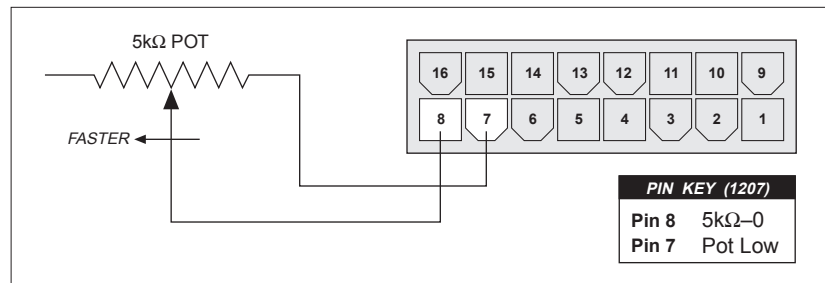 5kΩ POT
16 15 14 13 12 11 10 9
8 7 6 5 4 3 2 1
FASTER
PIN KEY (1207)
Pin 8 5kΩ–0
Pin 7 Pot Low